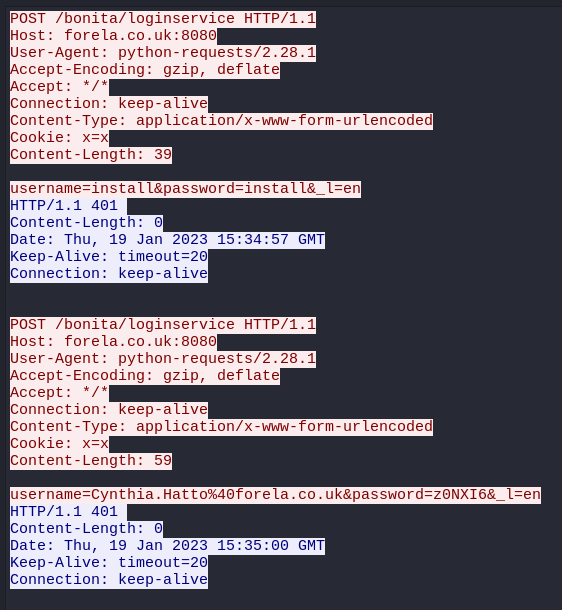 POST /bonita/loginservice HTTP/1.1
Host: forela.co.uk:8080
User-Agent: python-requests/2.28.1
Accept-Encoding: gzip, deflate
Accept: */*
Connection: keep-alive
Content-Type: application/x-www-form-urlencoded
Cookie: x=x
Content-Length: 39

username=install&password=install&_l=en
HTTP/1.1 401
Content-Length: 0
Date: Thu, 19 Jan 2023 15:34:57 GMT
Keep-Alive: timeout=20
Connection: keep-alive

POST /bonita/loginservice HTTP/1.1
Host: forela.co.uk:8080
User-Agent: python-requests/2.28.1
Accept-Encoding: gzip, deflate
Accept: */*
Connection: keep-alive
Content-Type: application/x-www-form-urlencoded
Cookie: x=x
Content-Length: 59

username=Cynthia.Hatto%40forela.co.uk&password=z0NXI6&_l=en
HTTP/1.1 401
Content-Length: 0
Date: Thu, 19 Jan 2023 15:35:00 GMT
Keep-Alive: timeout=20
Connection: keep-alive